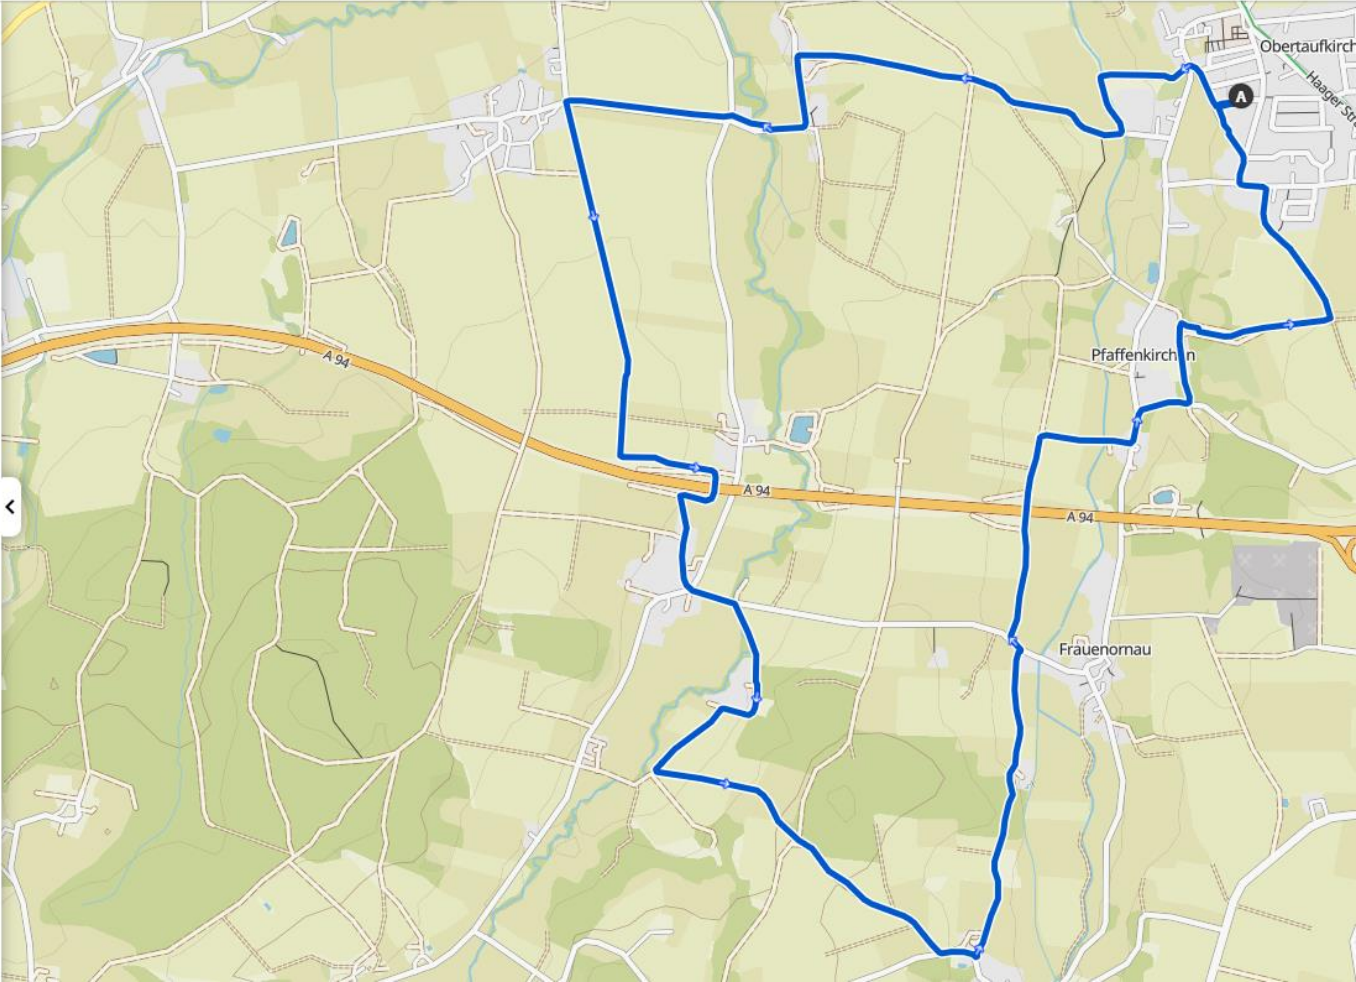 Obertaufkirch
A
Haager Str
A 94
Pfaffenkirchen
A 94
A 94
Frauenornau